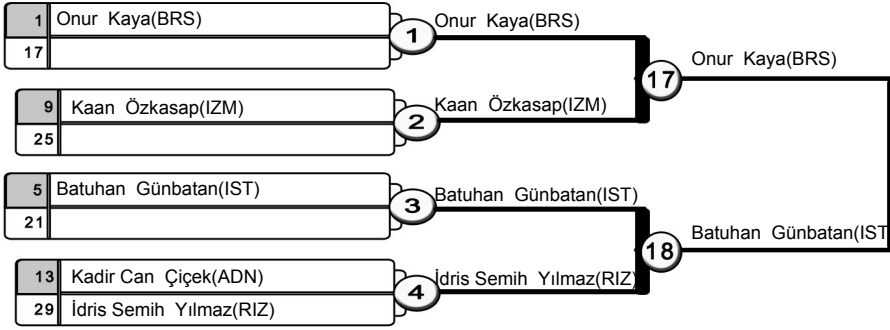 1 Onur Kaya(BRS)
17
1
Onur Kaya(BRS)
9 Kaan Özkasap(IZM)
25
2
Kaan Özkasap(IZM)
17
Onur Kaya(BRS)
5 Batuhan Günbatan(IST)
21
3
Batuhan Günbatan(IST)
13 Kadir Can Çiçek(ADN)
29 İdris Semih Yılmaz(RIZ)
4
İdris Semih Yılmaz(RIZ)
18
Batuhan Günbatan(IST